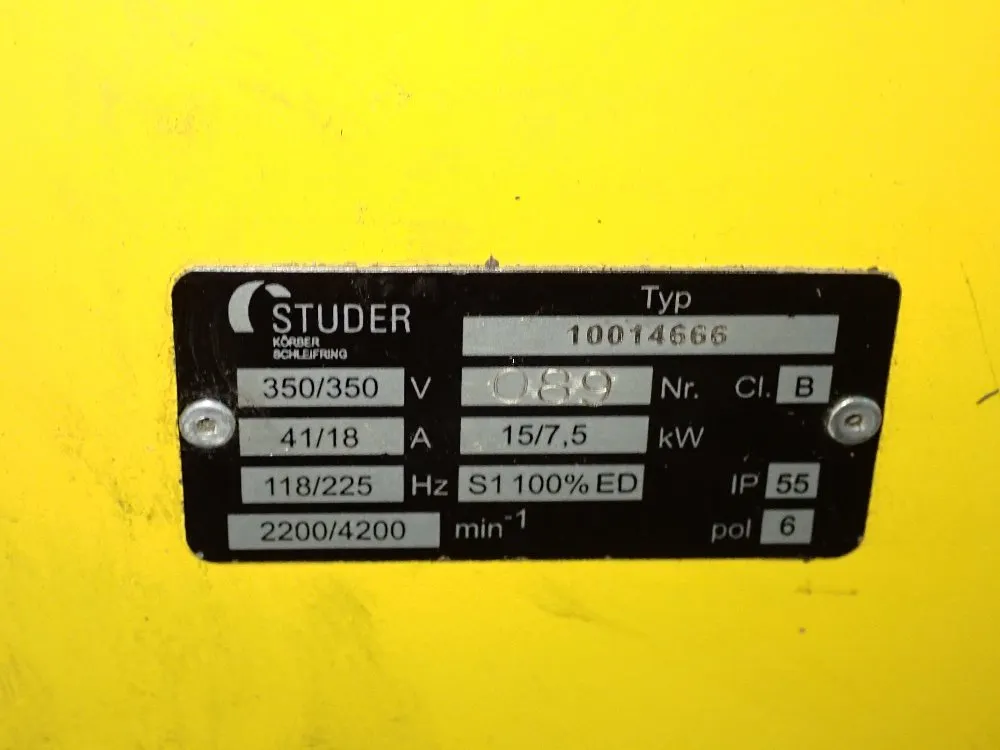 STUDER
KÖRBER
SCHLEIFRING
Typ
10014666
350/350 V
089 Nr. Cl. B
41/18 A
15/7,5 kW
118/225 Hz
S1 100% ED
IP 55
2200/4200 min-1
pol 6